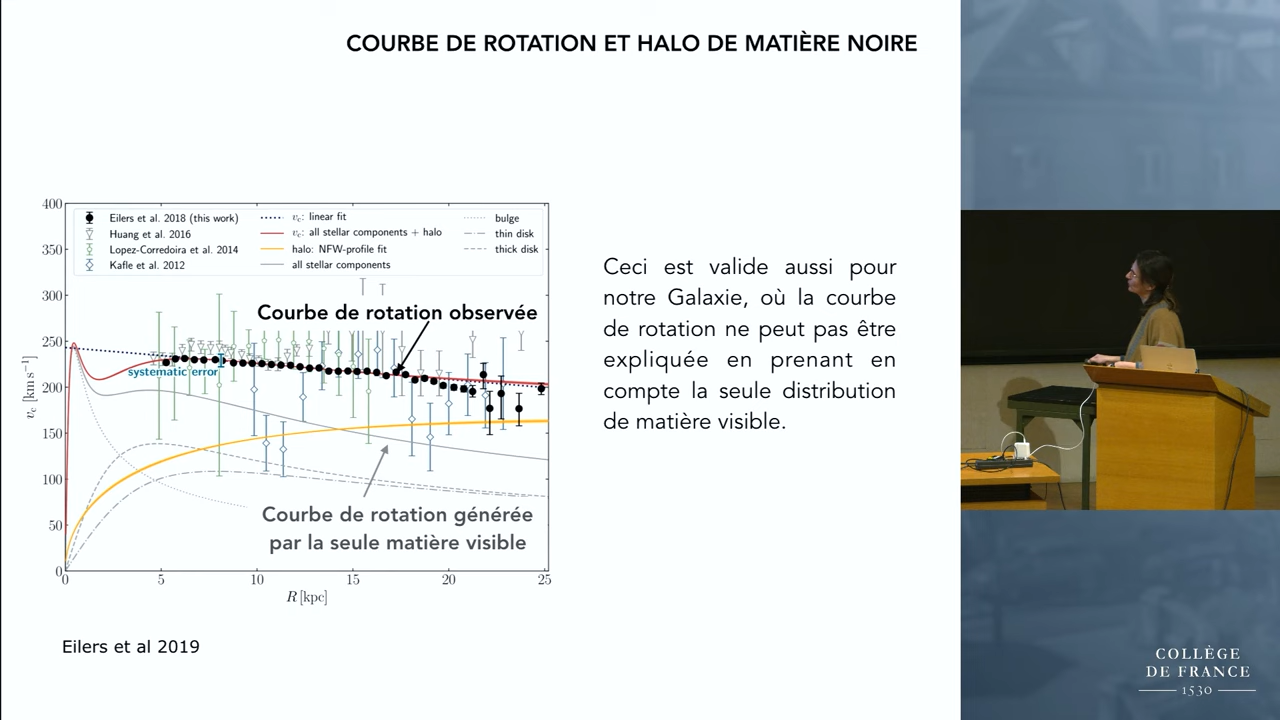 COURBE DE ROTATION ET HALO DE MATIÈRE NOIRE
400
350
300
250
200
150
100
50
0
v_c [km s⁻¹]
Eilers et al. 2018 (this work)
Huang et al. 2016
Lopez-Corredoira et al. 2014
Kafle et al. 2012
v_c: linear fit
v_c: all stellar components + halo
halo: NFW-profile fit
all stellar components
bulge
thin disk
thick disk
Courbe de rotation observée
systematic error
Courbe de rotation générée
par la seule matière visible
0 5 10 15 20 25
R [kpc]
Eilers et al 2019
Ceci est valide aussi pour
notre Galaxie, où la courbe
de rotation ne peut pas être
expliquée en prenant en
compte la seule distribution
de matière visible.
COLLÈGE
DE FRANCE
1530